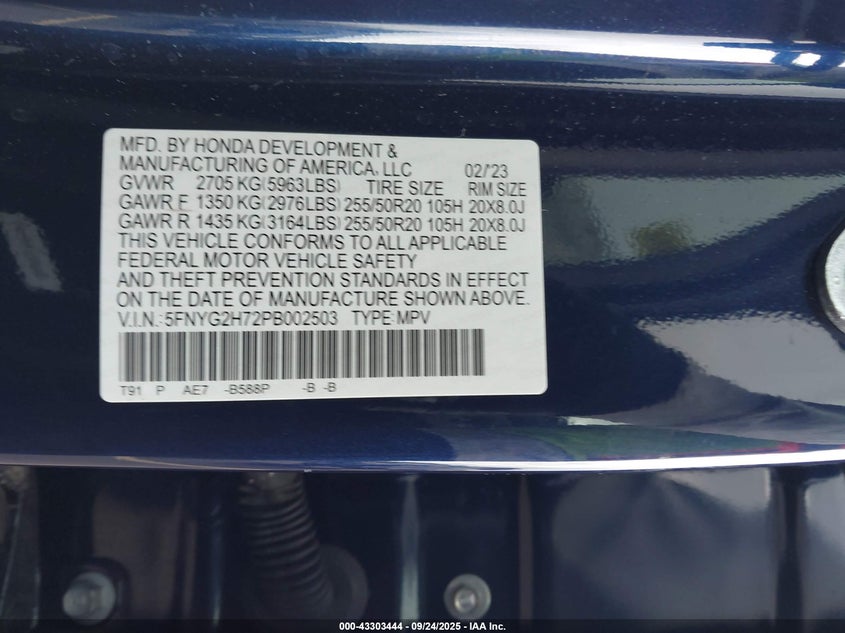 MFD. BY HONDA DEVELOPMENT &
MANUFACTURING OF AMERICA, LLC 02/'23
GVWR 2705 KG(5963LBS) TIRE SIZE RIM SIZE
GAWR F 1350 KG(2976LBS) 255/50R20 105H 20X8.0J
GAWR R 1435 KG(3164LBS) 255/50R20 105H 20X8.0J
THIS VEHICLE CONFORMS TO ALL APPLICABLE
FEDERAL MOTOR VEHICLE SAFETY
AND THEFT PREVENTION STANDARDS IN EFFECT
ON THE DATE OF MANUFACTURE SHOWN ABOVE.
V.I.N.:5FNYG2H72PB002503 TYPE:MPV
T91 P AE7 -B588P -B -B
000-43303444 - 09/24/2025 - IAA Inc.